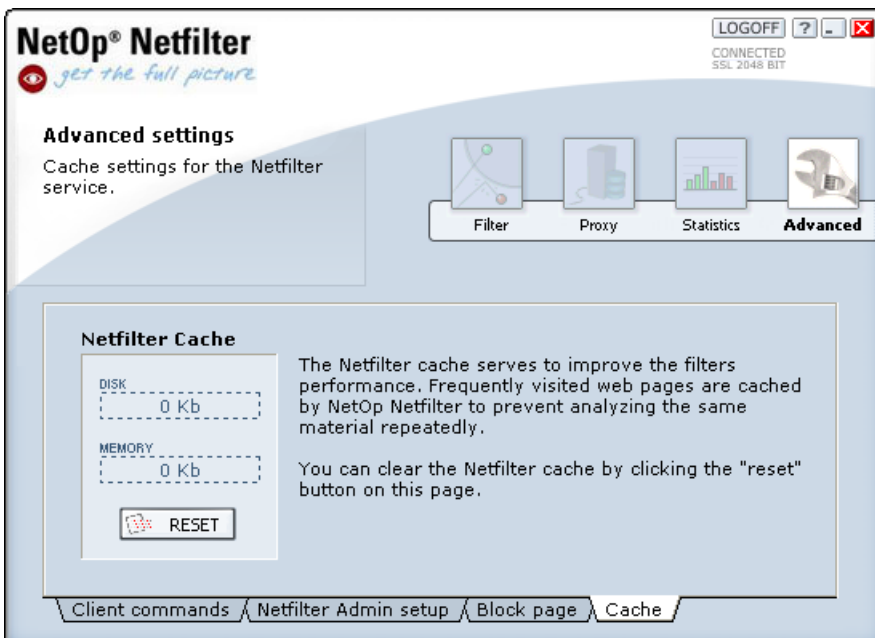 NetOp® Netfilter
get the full picture
LOGOFF ?
CONNECTED
SSL 2048 BIT
Advanced settings
Cache settings for the Netfilter
service.
Filter
Proxy
Statistics
Advanced
Netfilter Cache
DISK
0 Kb
MEMORY
0 Kb
RESET
The Netfilter cache serves to improve the filters
performance. Frequently visited web pages are cached
by NetOp Netfilter to prevent analyzing the same
material repeatedly.
You can clear the Netfilter cache by clicking the "reset"
button on this page.
Client commands
Netfilter Admin setup
Block page
Cache